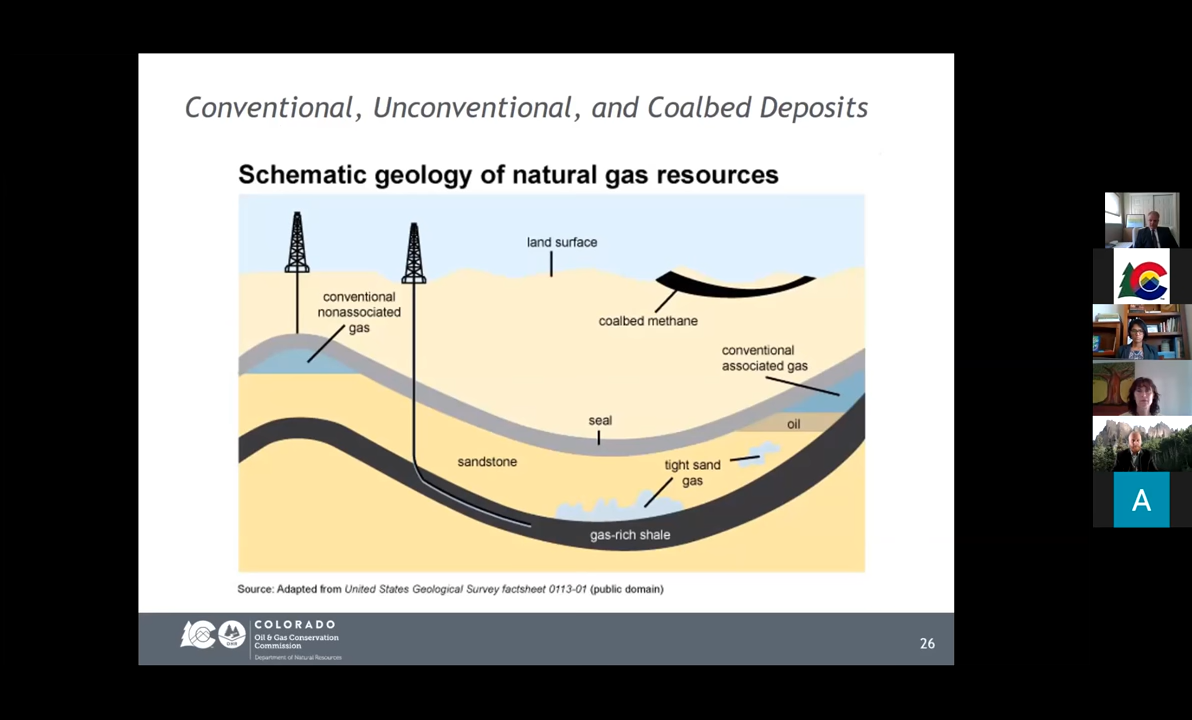 Conventional, Unconventional, and Coalbed Deposits
Schematic geology of natural gas resources
land surface
conventional
nonassociated
gas
coalbed methane
conventional
associated gas
seal
oil
sandstone
tight sand
gas
gas-rich shale
Source: Adapted from United States Geological Survey factsheet 0113-01 (public domain)
COLORADO
Oil & Gas Conservation
Commission
Department of Natural Resources
26
A